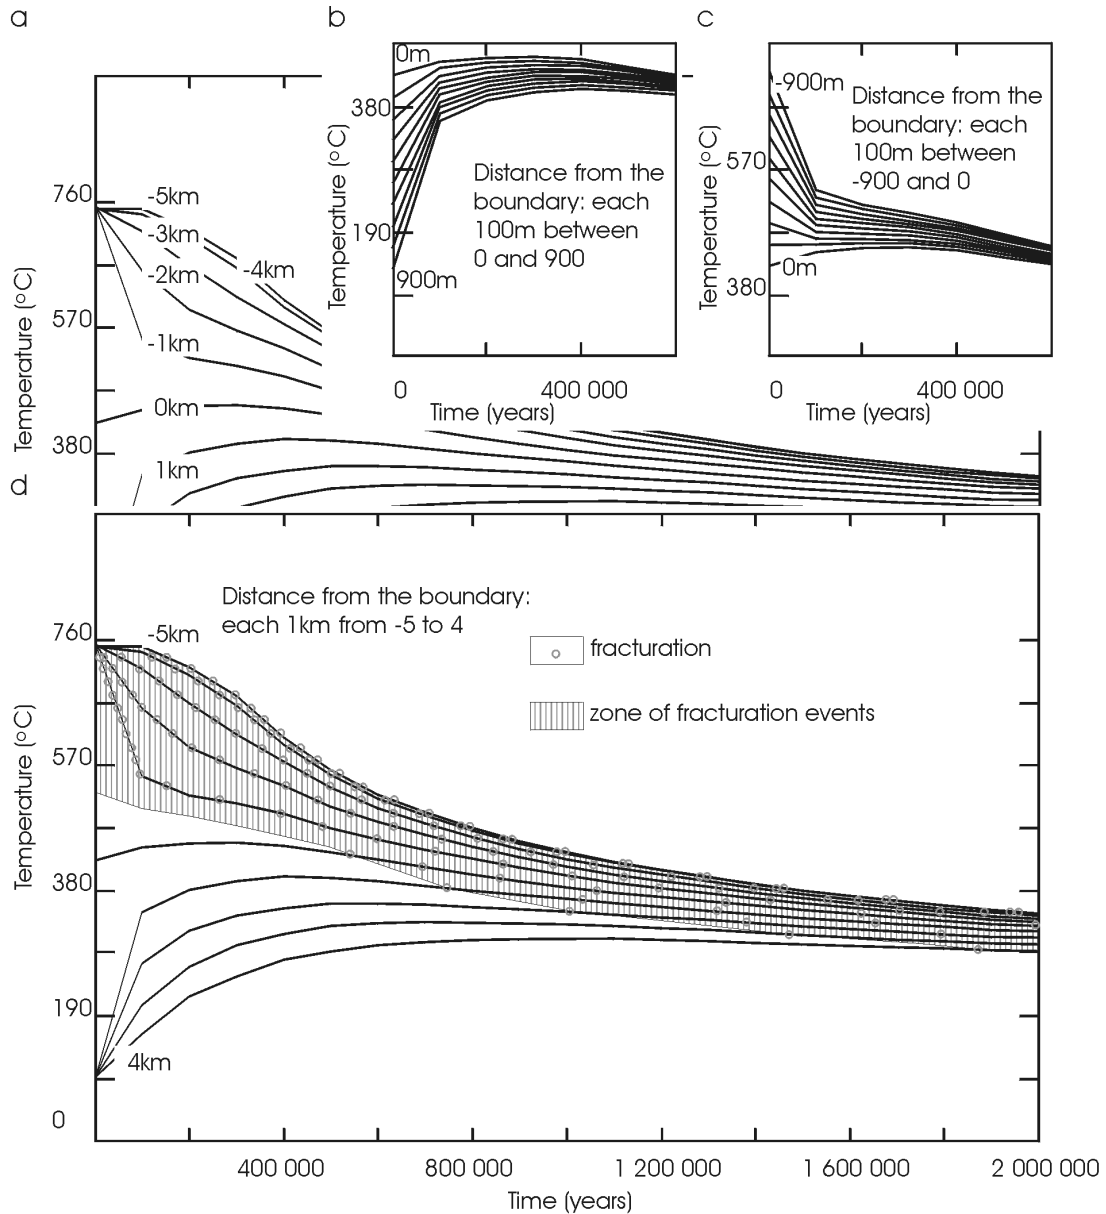 a
b
c
760
570
380
Temperature (°C)
-5km
-3km
-4km
-2km
-1km
0km
1km
0m
380
190
900m
Temperature (°C)
Distance from the
boundary: each
100m between
0 and 900
0
400 000
Time (years)
-900m
570
380
0m
Temperature (°C)
Distance from the
boundary: each
100m between
-900 and 0
0
400 000
Time (years)
d
Distance from the boundary:
each 1km from -5 to 4
-5km
fracturation
zone of fracturation events
760
570
380
190
0
Temperature (°C)
4km
400 000
800 000
1 200 000
1 600 000
2 000 000
Time (years)